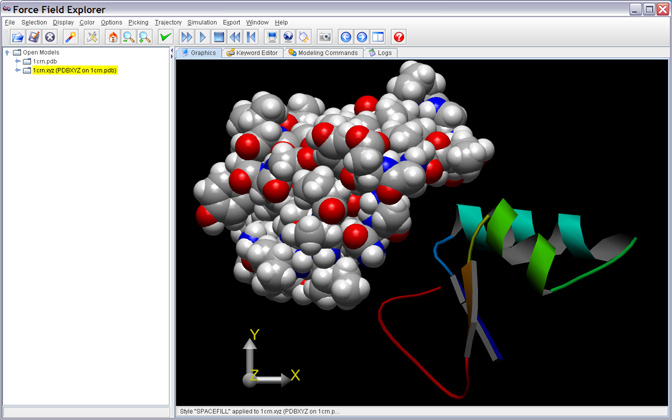 Force Field Explorer
File Selection Display Color Options Picking Trajectory Simulation Export Window Help
Graphics Keyword Editor Modeling Commands Logs
Open Models
1crn.pdb
1crn.xyz (PDBXYZ on 1crn.pdb)
Y
Z X
Style "SPACEFILL" applied to 1crn.xyz (PDBXYZ on 1crn.p...